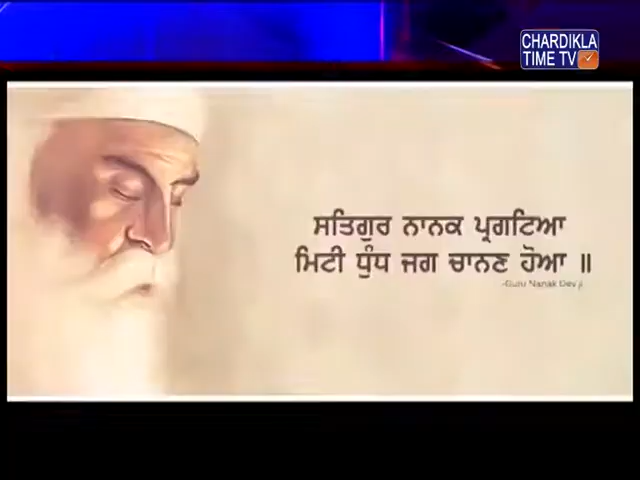 CHARDIKLA
TIME TV
ਸਤਿਗੁਰ ਨਾਨਕ ਪ੍ਰਗਟਿਆ
ਮਿਟੀ ਧੁੰਧ ਜਗ ਚਾਨਣ ਹੋਆ ॥
-Guru Nanak Dev ji